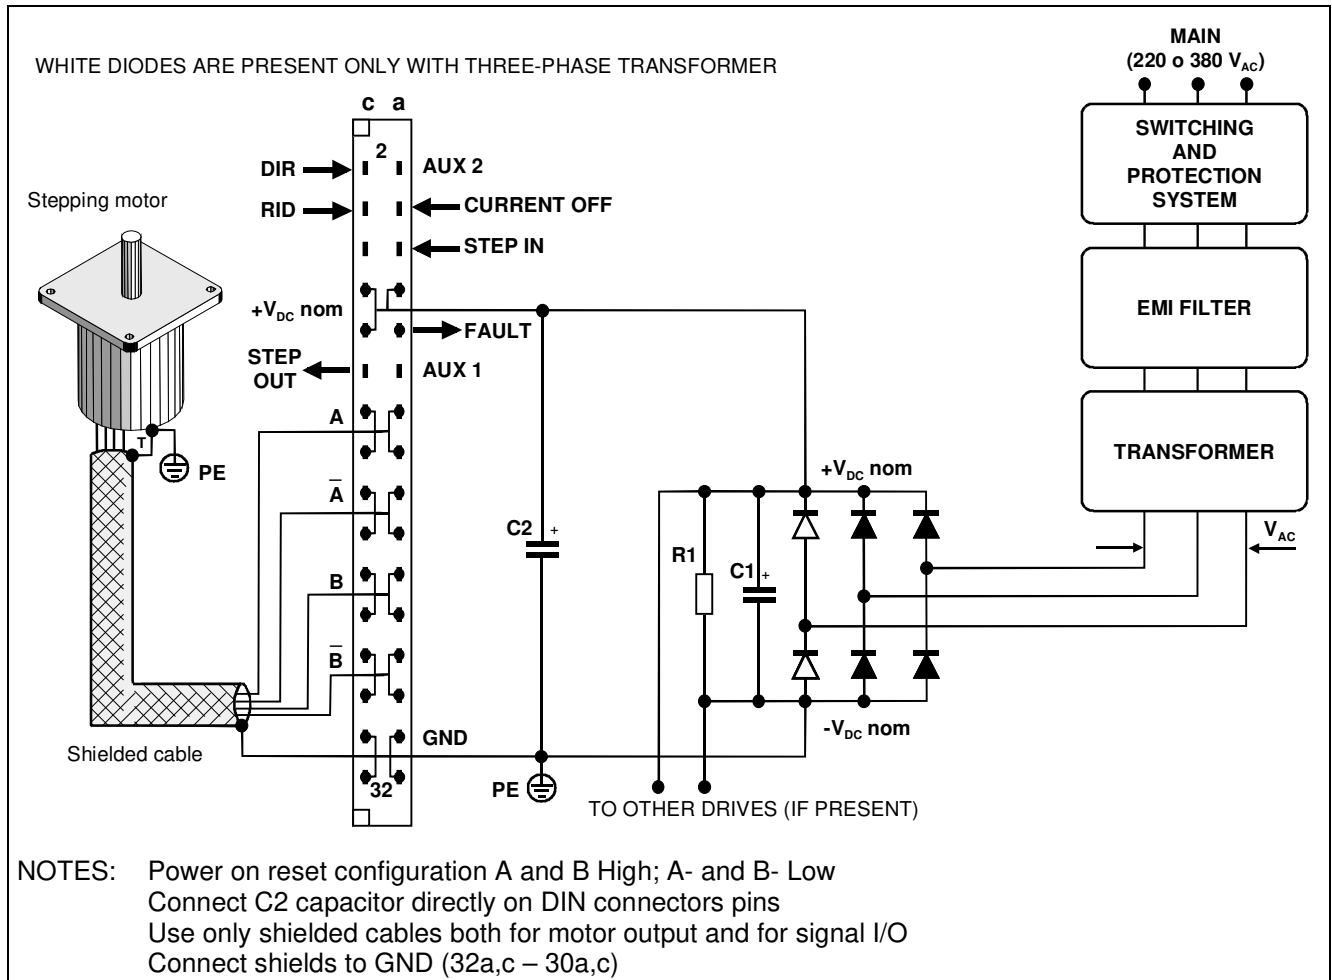 WHITE DIODES ARE PRESENT ONLY WITH THREE-PHASE TRANSFORMER
MAIN
(220 o 380 VAC)
SWITCHING
AND
PROTECTION
SYSTEM
EMI FILTER
TRANSFORMER
VAC
c a
2
DIR
AUX 2
RID
CURRENT OFF
STEP IN
+VDC nom
FAULT
STEP
OUT
AUX 1
A
A̅
B
B̅
GND
32
PE
Stepping motor
T
PE
Shielded cable
C2
+
R1
C1
+
+VDC nom
-VDC nom
TO OTHER DRIVES (IF PRESENT)
NOTES: Power on reset configuration A and B High; A- and B- Low
Connect C2 capacitor directly on DIN connectors pins
Use only shielded cables both for motor output and for signal I/O
Connect shields to GND (32a,c – 30a,c)